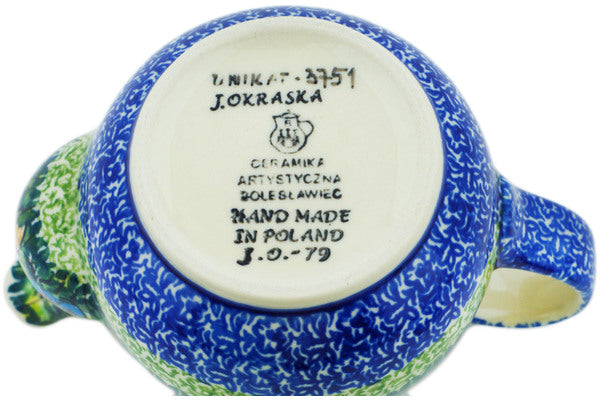 UNIKAT - 3751
J.OKRASKA
CERAMIKA
ARTYSTYCZNA
BOLESŁAWIEC
HAND MADE
IN POLAND
J.O.-79